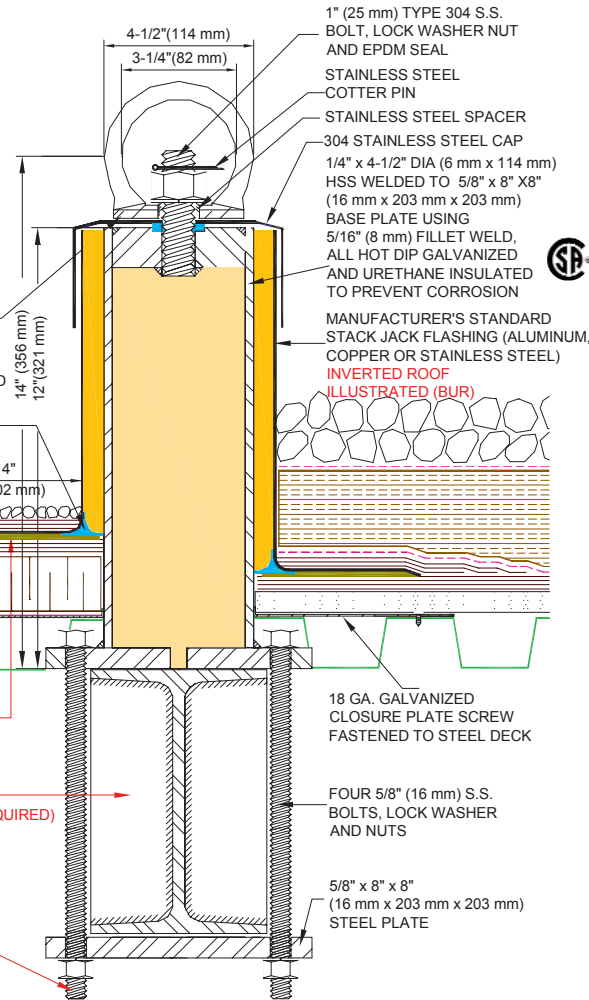 4-1/2"(114 mm)
3-1/4"(82 mm)
1" (25 mm) TYPE 304 S.S.
BOLT, LOCK WASHER NUT
AND EPDM SEAL
STAINLESS STEEL
COTTER PIN
STAINLESS STEEL SPACER
304 STAINLESS STEEL CAP
1/4" x 4-1/2" DIA (6 mm x 114 mm)
HSS WELDED TO 5/8" x 8" X8"
(16 mm x 203 mm x 203 mm)
BASE PLATE USING
5/16" (8 mm) FILLET WELD,
ALL HOT DIP GALVANIZED
AND URETHANE INSULATED
TO PREVENT CORROSION
SA
MANUFACTURER'S STANDARD
STACK JACK FLASHING (ALUMINUM,
COPPER OR STAINLESS STEEL)
INVERTED ROOF
ILLUSTRATED (BUR)
14" (356 mm)
12"(321 mm)
4"
02 mm)
18 GA. GALVANIZED
CLOSURE PLATE SCREW
FASTENED TO STEEL DECK
QUIRED)
FOUR 5/8" (16 mm) S.S.
BOLTS, LOCK WASHER
AND NUTS
5/8" x 8" x 8"
(16 mm x 203 mm x 203 mm)
STEEL PLATE